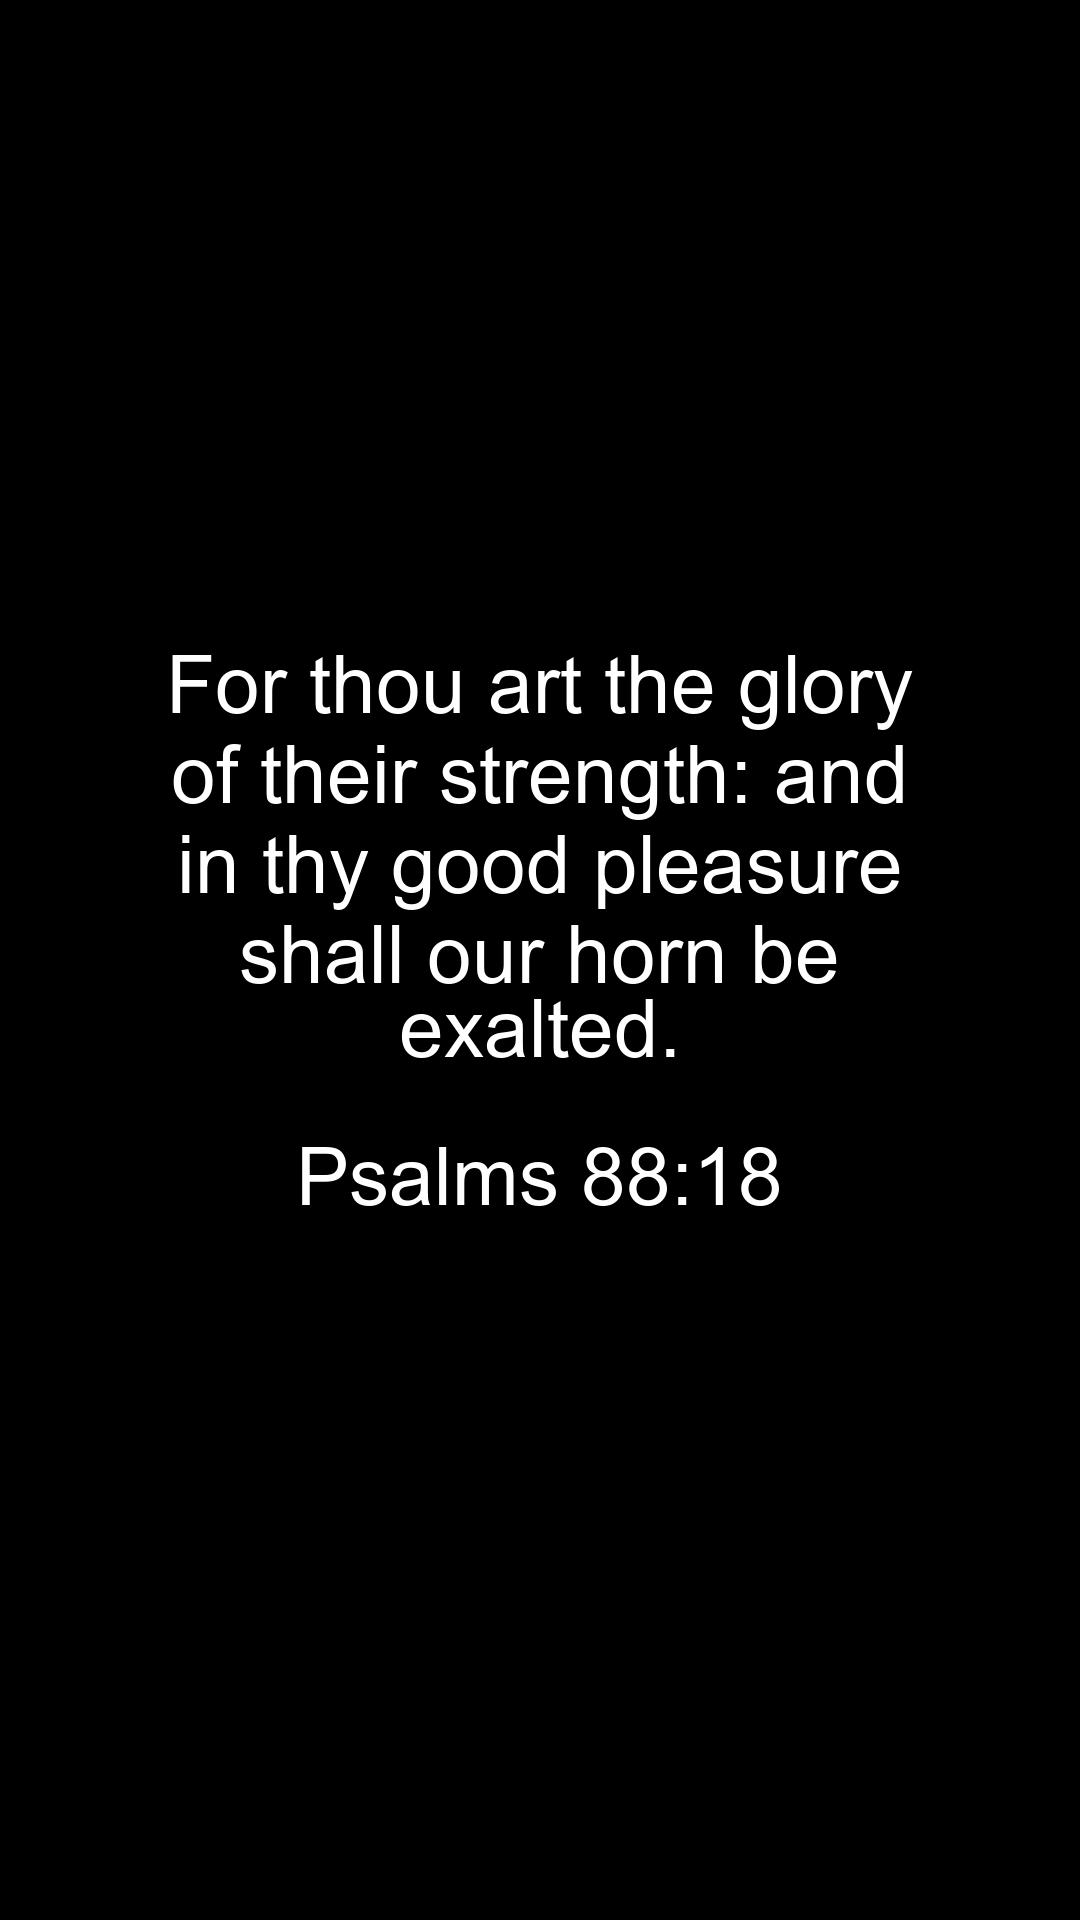 For thou art the glory
of their strength: and
in thy good pleasure
shall our horn be
exalted.
Psalms 88:18